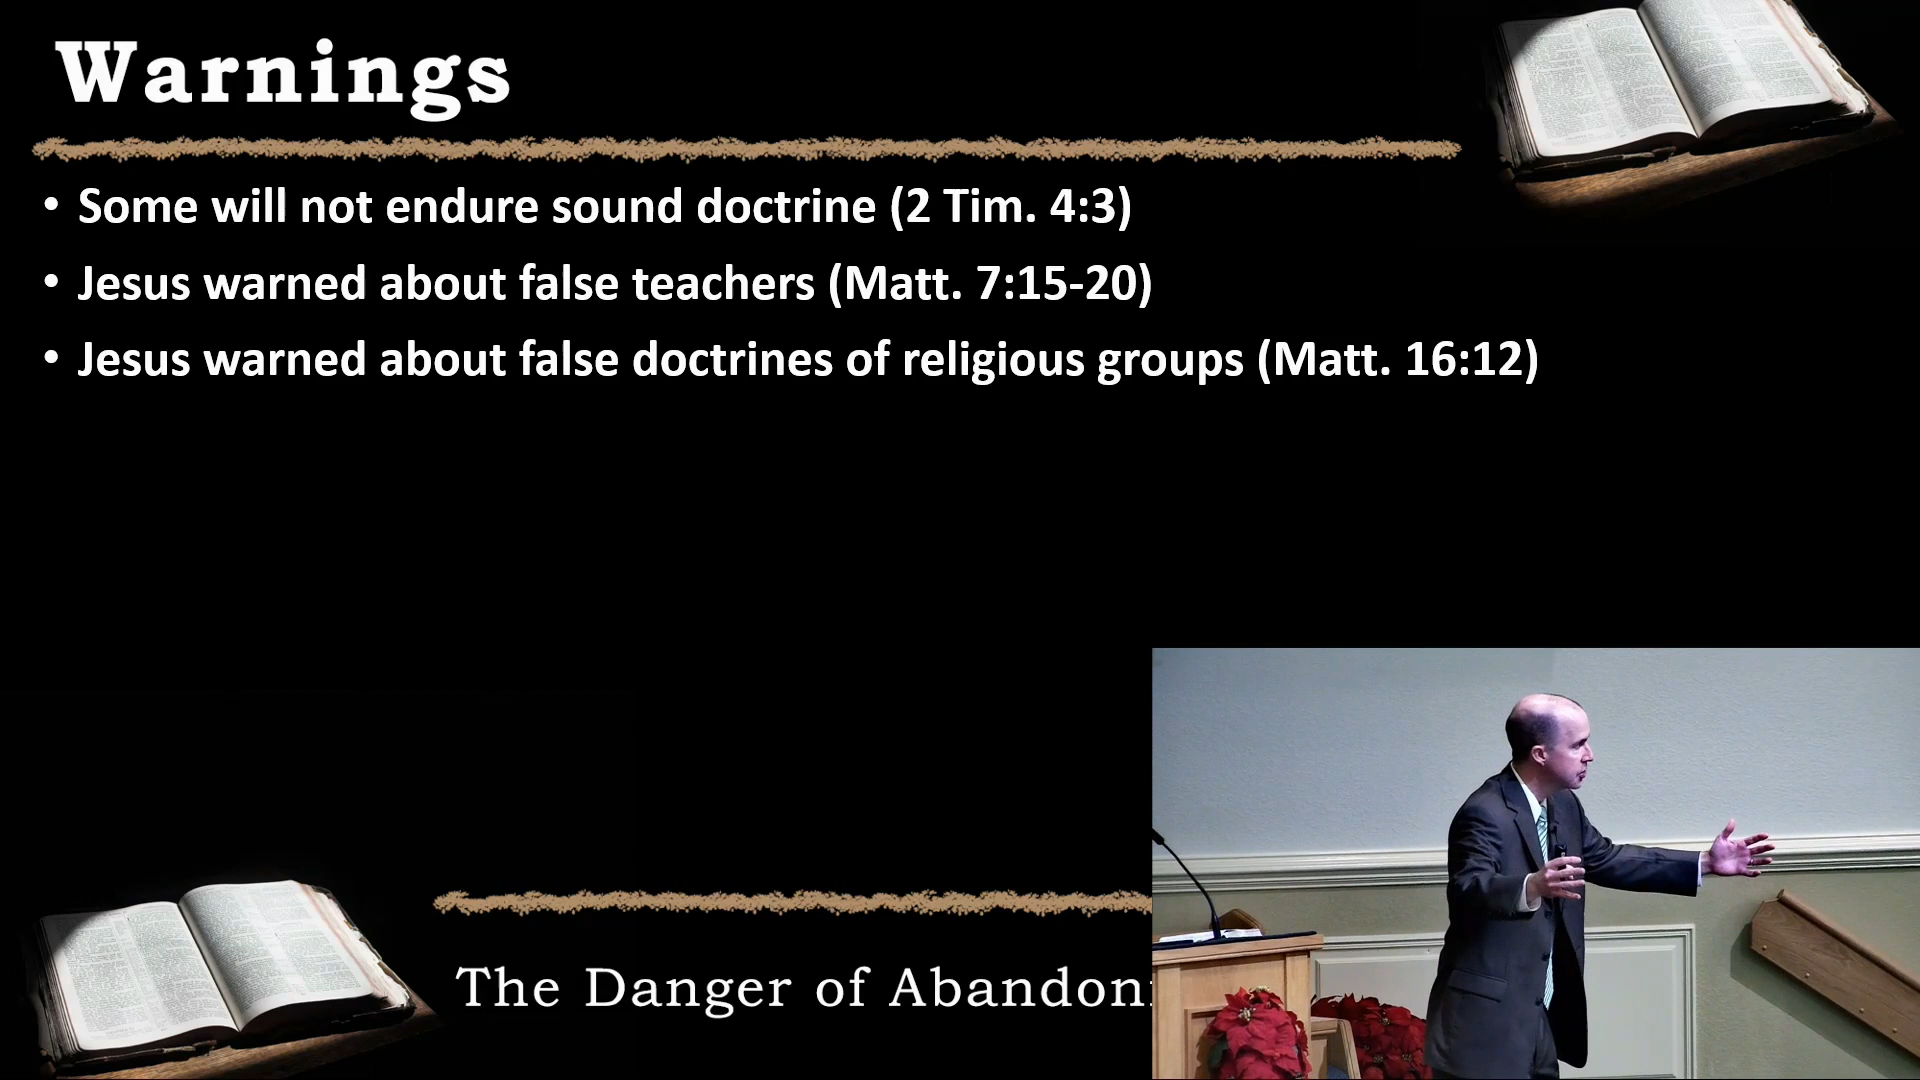 Warnings
• Some will not endure sound doctrine (2 Tim. 4:3)
• Jesus warned about false teachers (Matt. 7:15-20)
• Jesus warned about false doctrines of religious groups (Matt. 16:12)
The Danger of